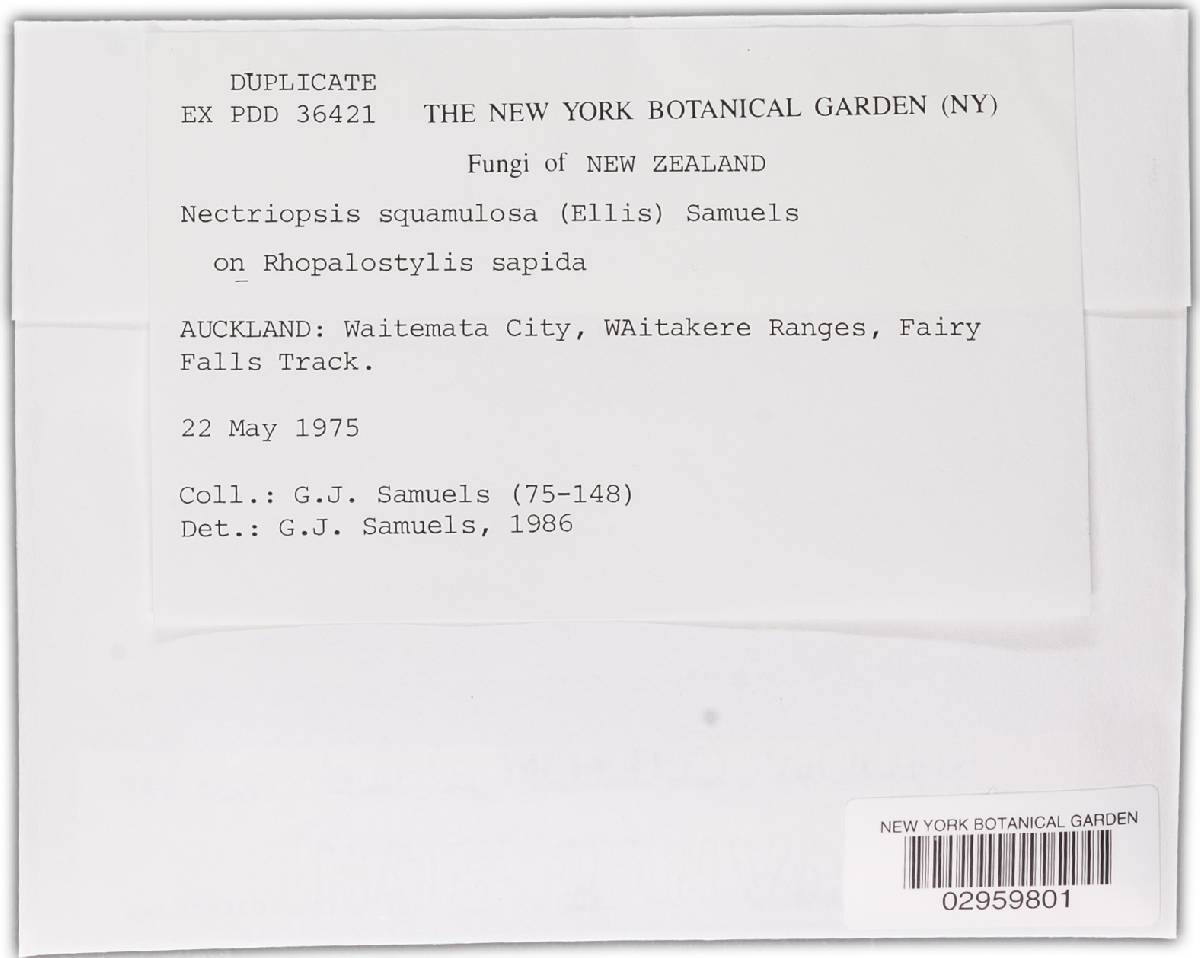 DUPLICATE
EX PDD 36421 THE NEW YORK BOTANICAL GARDEN (NY)
Fungi of NEW ZEALAND
Nectriopsis squamulosa (Ellis) Samuels
on Rhopalostylis sapida
AUCKLAND: Waitemata City, WAitakere Ranges, Fairy
Falls Track.
22 May 1975
Coll.: G.J. Samuels (75-148)
Det.: G.J. Samuels, 1986
NEW YORK BOTANICAL GARDEN
02959801